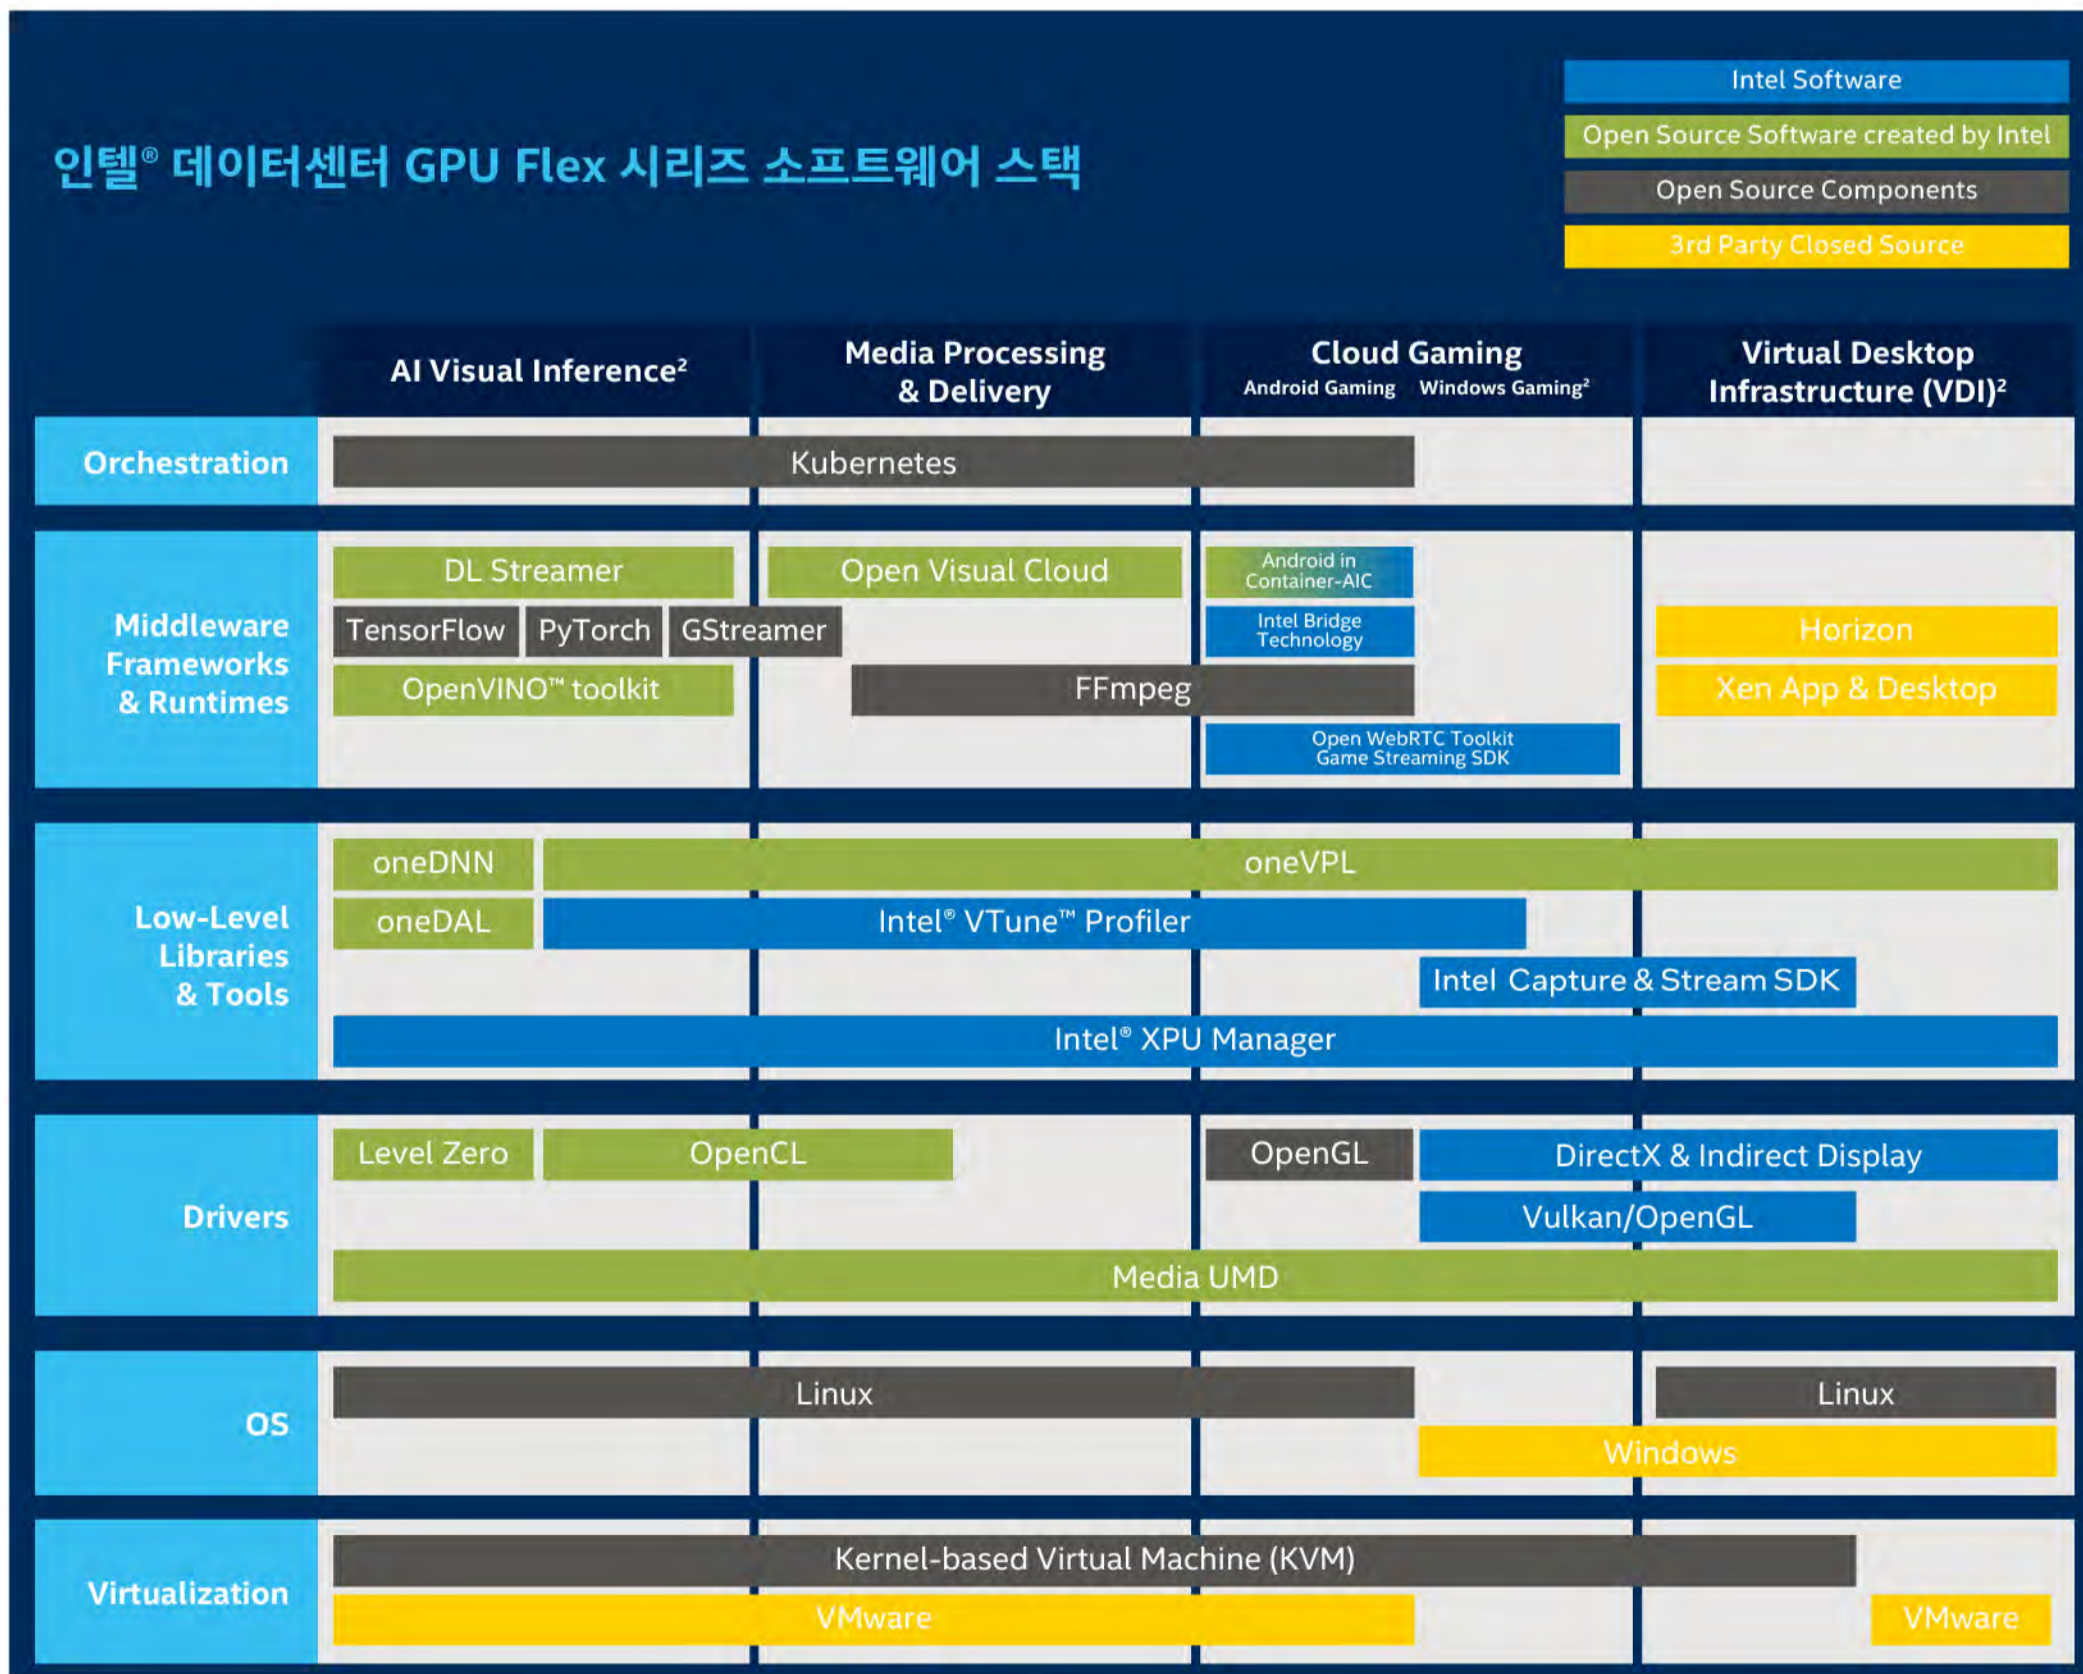 인텔® 데이터센터 GPU Flex 시리즈 소프트웨어 스택
Intel Software
Open Source Software created by Intel
Open Source Components
3rd Party Closed Source
AI Visual Inference²
Media Processing
& Delivery
Cloud Gaming
Android Gaming Windows Gaming²
Virtual Desktop
Infrastructure (VDI)²
Orchestration
Kubernetes
Middleware
Frameworks
& Runtimes
DL Streamer
Open Visual Cloud
Android in
Container-AIC
TensorFlow
PyTorch
GStreamer
Intel Bridge
Technology
Horizon
OpenVINO™ toolkit
FFmpeg
Xen App & Desktop
Open WebRTC Toolkit
Game Streaming SDK
Low-Level
Libraries
& Tools
oneDNN
oneVPL
oneDAL
Intel® VTune™ Profiler
Intel Capture & Stream SDK
Intel® XPU Manager
Drivers
Level Zero
OpenCL
OpenGL
DirectX & Indirect Display
Vulkan/OpenGL
Media UMD
OS
Linux
Linux
Windows
Virtualization
Kernel-based Virtual Machine (KVM)
VMware
VMware